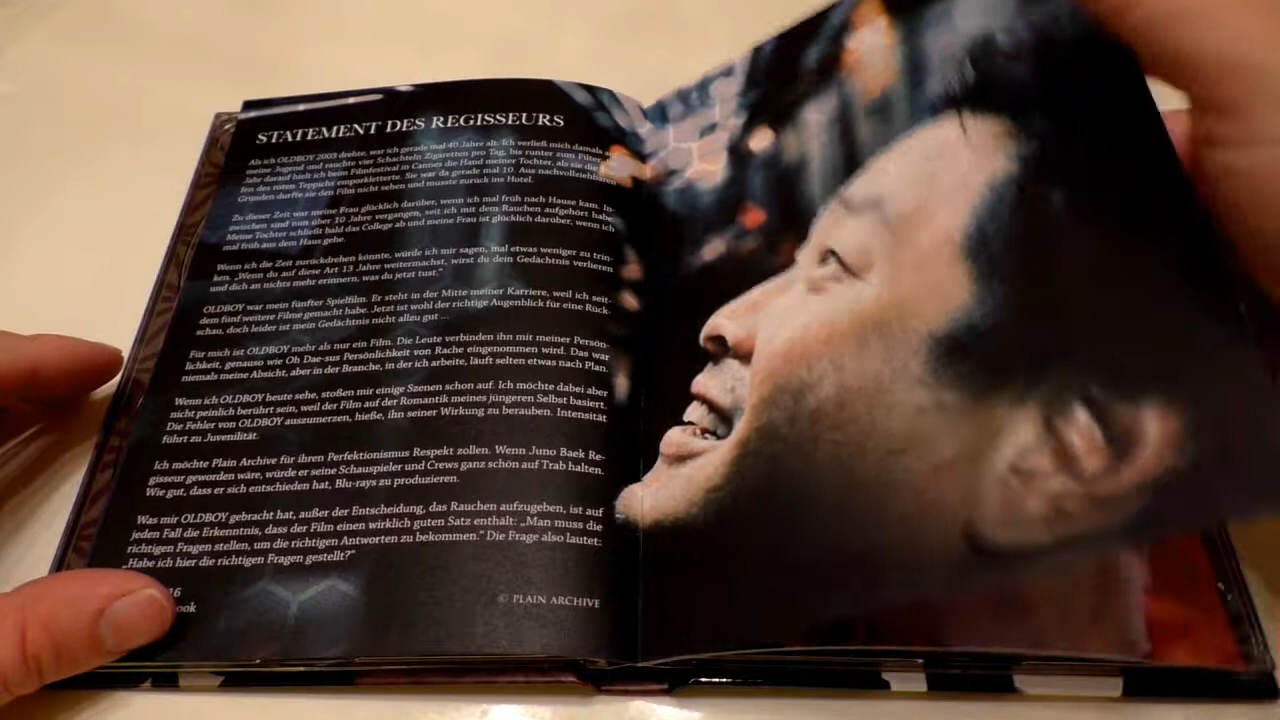 STATEMENT DES REGISSEURS
Als ich OLDBOY 2003 drehte, war ich gerade mal 40 Jahre alt. Ich verließ mich damals
meine Jugend und rauchte vier Schachteln Zigaretten pro Tag, bis runter zum Filter.
Jahr darauf hielt ich beim Filmfestival in Cannes die Hand meiner Tochter, als sie die
fen des roten Teppichs emporkletterte. Sie war da gerade mal 10. Aus nachvollziehbaren
Gründen durfte sie den Film nicht sehen und musste zurück ins Hotel.
Zu dieser Zeit war meine Frau glücklich darüber, wenn ich mal früh nach Hause kam. In-
zwischen sind nun über 10 Jahre vergangen, seit ich mit dem Rauchen aufgehört habe.
Meine Tochter schließt bald das College ab und meine Frau ist glücklich darüber, wenn ich
mal früh aus dem Haus gehe.
Wenn ich die Zeit zurückdrehen könnte, würde ich mir sagen, mal etwas weniger zu trin-
ken. „Wenn du auf diese Art 13 Jahre weitermachst, wirst du dein Gedächtnis verlieren
und dich an nichts mehr erinnern, was du jetzt tust."
OLDBOY war mein fünfter Spielfilm. Er steht in der Mitte meiner Karriere, weil ich seit-
dem fünf weitere Filme gemacht habe. Jetzt ist wohl der richtige Augenblick für eine Rück-
schau, doch leider ist mein Gedächtnis nicht allzu gut ...
Für mich ist OLDBOY mehr als nur ein Film. Die Leute verbinden ihn mit meiner Persön-
lichkeit, genauso wie Oh Dae-sus Persönlichkeit von Rache eingenommen wird. Das war
niemals meine Absicht, aber in der Branche, in der ich arbeite, läuft selten etwas nach Plan.
Wenn ich OLDBOY heute sehe, stoßen mir einige Szenen schon auf. Ich möchte dabei aber
nicht peinlich berührt sein, weil der Film auf der Romantik meines jüngeren Selbst basiert.
Die Fehler von OLDBOY auszumerzen, hieße, ihn seiner Wirkung zu berauben. Intensität
führt zu Juvenilität.
Ich möchte Plain Archive für ihren Perfektionismus Respekt zollen. Wenn Juno Baek Re-
gisseur geworden wäre, würde er seine Schauspieler und Crews ganz schön auf Trab halten.
Wie gut, dass er sich entschieden hat, Blu-rays zu produzieren.
Was mir OLDBOY gebracht hat, außer der Entscheidung, das Rauchen aufzugeben, ist auf
jeden Fall die Erkenntnis, dass der Film einen wirklich guten Satz enthält: „Man muss die
richtigen Fragen stellen, um die richtigen Antworten zu bekommen." Die Frage also lautet:
„Habe ich hier die richtigen Fragen gestellt?"
16
ook
© PLAIN ARCHIVE